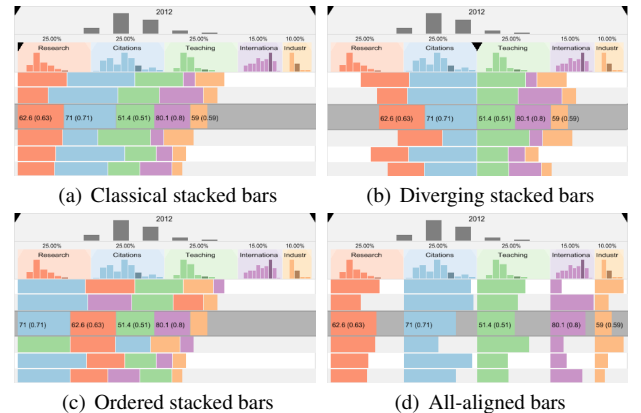 2012
25.00% 25.00% 25.00% 15.00% 10.00%
Research Citations Teaching Internationa Industr
62.6 (0.63) 71 (0.71) 51.4 (0.51) 80.1 (0.8) 59 (0.59)
(a) Classical stacked bars
2012
25.00% 25.00% 25.00% 15.00% 10.00%
Research Citations Teaching Internationa Industr
62.6 (0.63) 71 (0.71) 51.4 (0.51) 80.1 (0.8) 59 (0.59)
(b) Diverging stacked bars
2012
25.00% 25.00% 25.00% 15.00% 10.00%
Research Citations Teaching Internationa Industr
71 (0.71) 62.6 (0.63) 51.4 (0.51) 80.1 (0.8)
(c) Ordered stacked bars
2012
25.00% 25.00% 25.00% 15.00% 10.00%
Research Citations Teaching Internationa Industr
62.6 (0.63) 71 (0.71) 51.4 (0.51) 80.1 (0.8) 59 (0.59)
(d) All-aligned bars